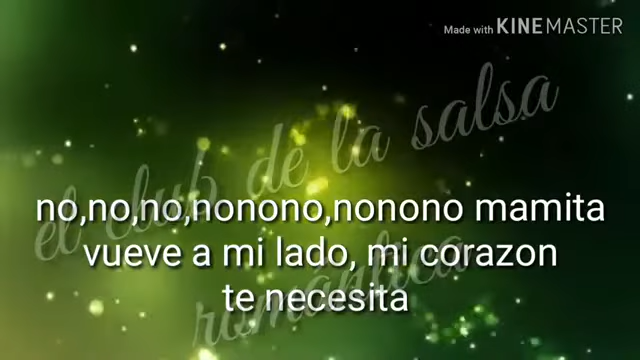 Made with KINEMASTER
el club de la salsa
romántica
no,no,no,nonono,nonono mamita
vueve a mi lado, mi corazon
te necesita